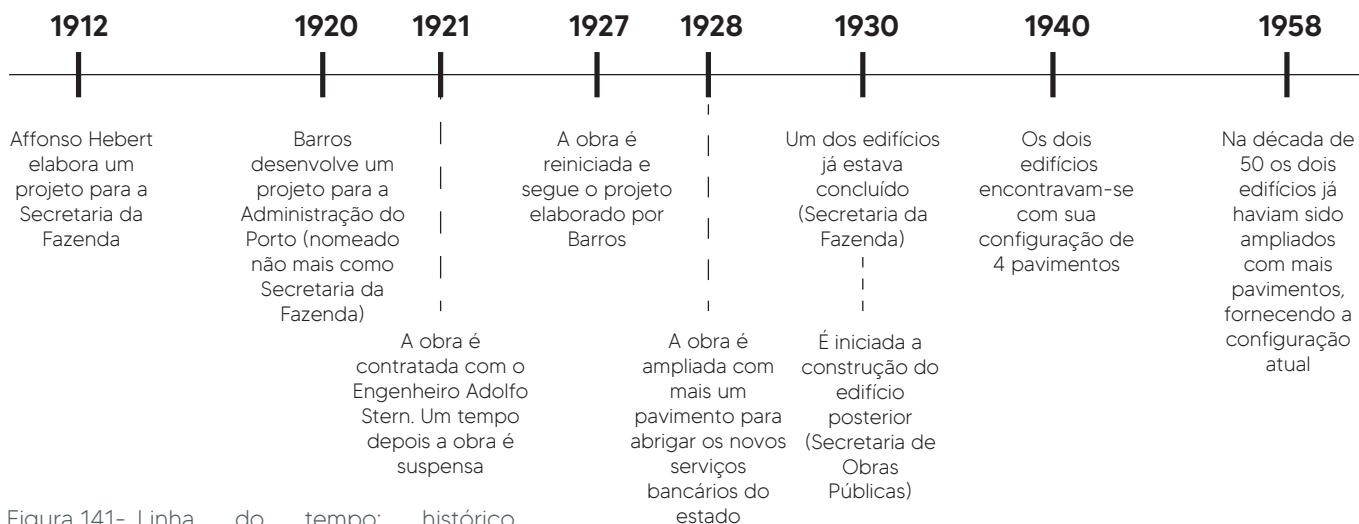 1912
1920
1921
1927
1928
1930
1940
1958
Affonso Hebert
elabora um
projeto para a
Secretaria da
Fazenda
Barros
desenvolve um
projeto para a
Administração do
Porto (nomeado
não mais como
Secretaria da
Fazenda)
A obra é
contratada com o
Engenheiro Adolfo
Stern. Um tempo
depois a obra é
suspensa
A obra é
reiniciada e
segue o projeto
elaborado por
Barros
A obra é
ampliada com
mais um
pavimento para
abrigar os novos
serviços
bancários do
estado
Um dos edifícios
já estava
concluído
(Secretaria da
Fazenda)
É iniciada a
construção do
edifício
posterior
(Secretaria de
Obras
Públicas)
Os dois
edifícios
encontravam-se
com sua
configuração de
4 pavimentos
Na década de
50 os dois
edifícios já
haviam sido
ampliados
com mais
pavimentos,
fornecendo a
configuração
atual
Figura 141- Linha do tempo: histórico